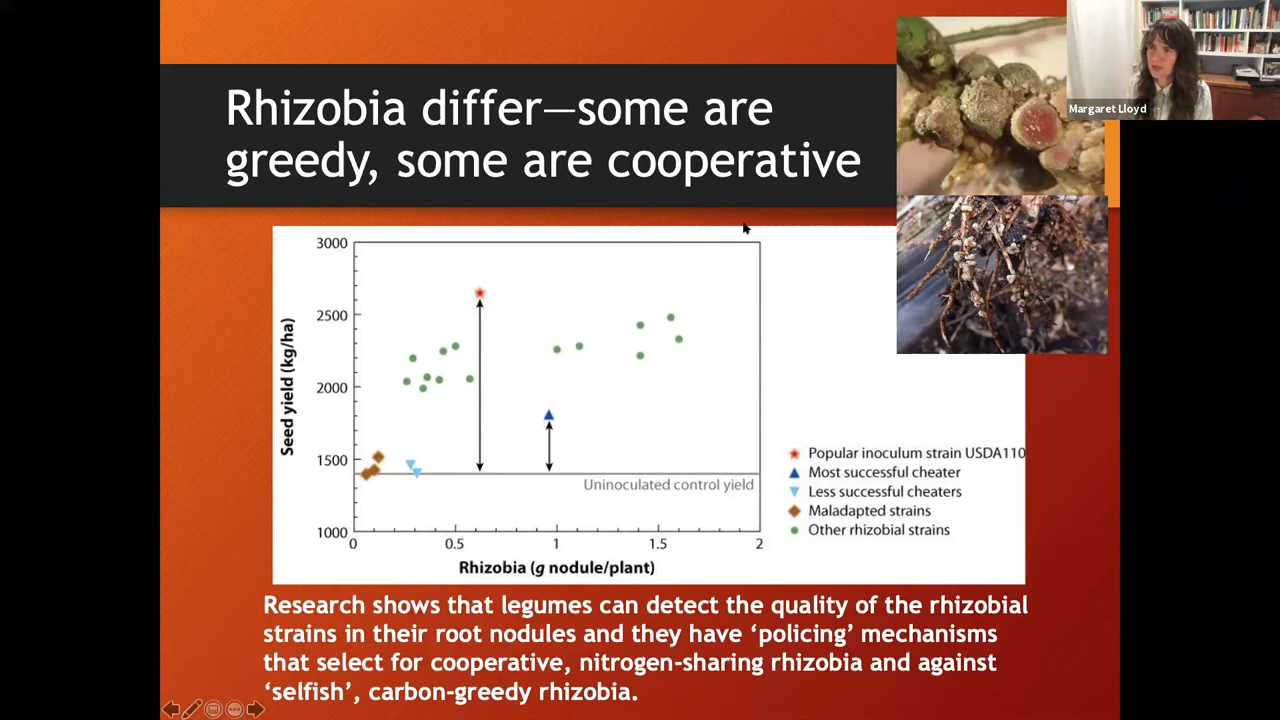 Rhizobia differ—some are
greedy, some are cooperative
Margaret Lloyd
3000
2500
2000
1500
1000
Seed yield (kg/ha)
0
0.5
1
1.5
2
Rhizobia (g nodule/plant)
Uninoculated control yield
Popular inoculum strain USDA110
Most successful cheater
Less successful cheaters
Maladapted strains
Other rhizobial strains
Research shows that legumes can detect the quality of the rhizobial
strains in their root nodules and they have ‘policing’ mechanisms
that select for cooperative, nitrogen-sharing rhizobia and against
‘selfish’, carbon-greedy rhizobia.